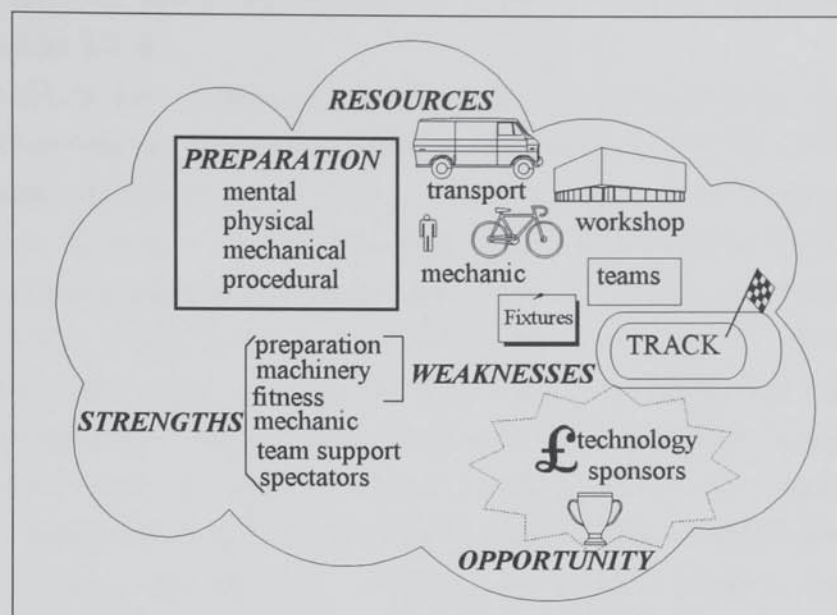 RESOURCES
PREPARATION
mental
physical
mechanical
procedural
transport
workshop
mechanic
teams
Fixtures
TRACK
preparation
machinery
fitness
WEAKNESSES
STRENGTHS
mechanic
team support
spectators
£ technology
sponsors
OPPORTUNITY